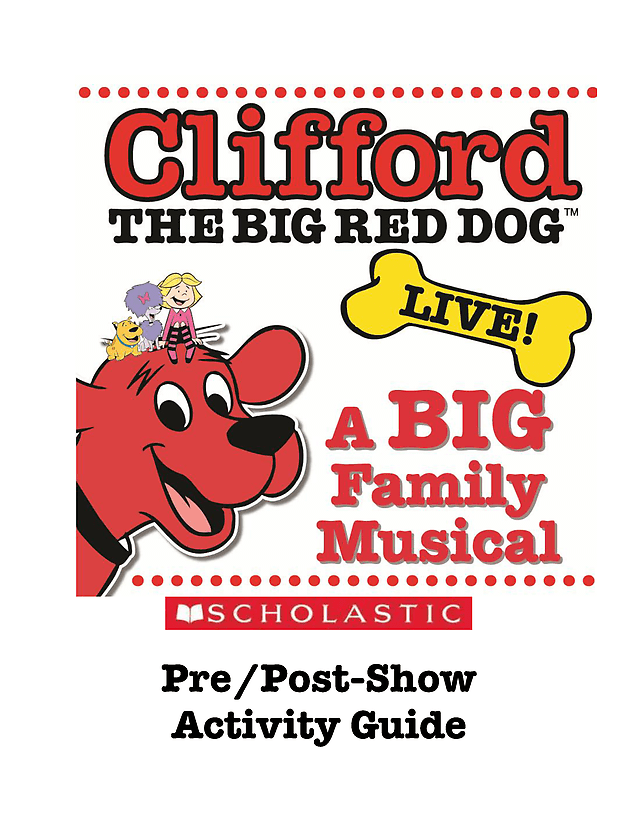 Clifford
THE BIG RED DOG™
LIVE!
A BIG
Family
Musical
SCHOLASTIC
Pre/Post-Show
Activity Guide